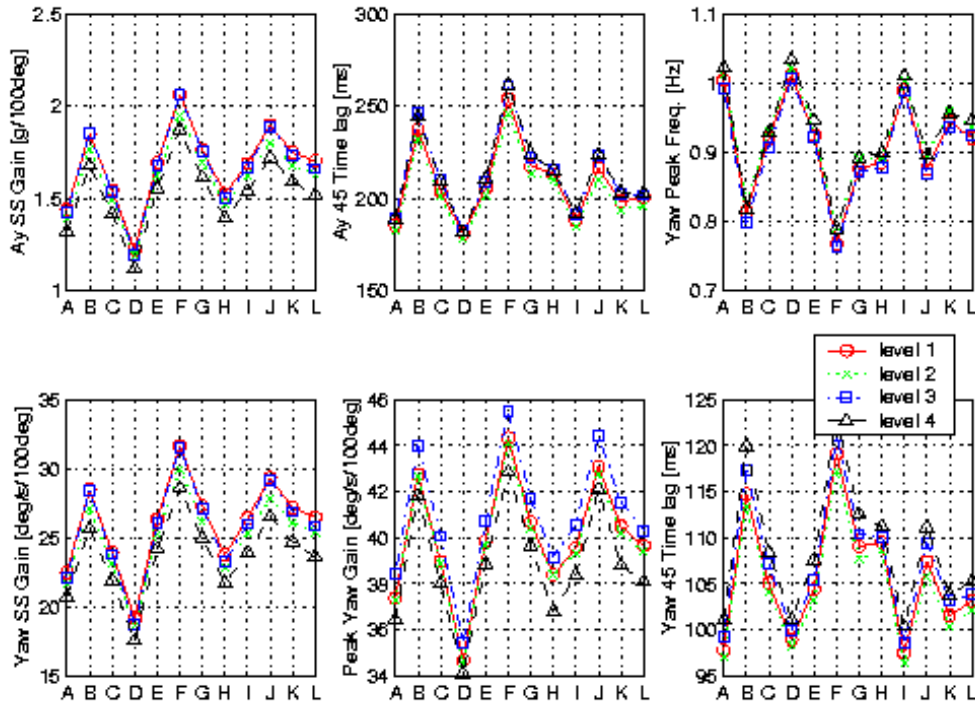 2.5
2
1.5
1
Ay SS Gain [g/100deg]
A B C D E F G H I J K L
300
250
200
150
Ay 45 Time lag [ms]
A B C D E F G H I J K L
1.1
1
0.9
0.8
0.7
Yaw Peak Freq. [Hz]
A B C D E F G H I J K L
level 1
level 2
level 3
level 4
35
30
25
20
15
Yaw SS Gain [deg/s/100deg]
A B C D E F G H I J K L
46
44
42
40
38
36
34
Peak Yaw Gain [deg/s/100deg]
A B C D E F G H I J K L
125
120
115
110
105
100
95
Yaw 45 Time lag [ms]
A B C D E F G H I J K L